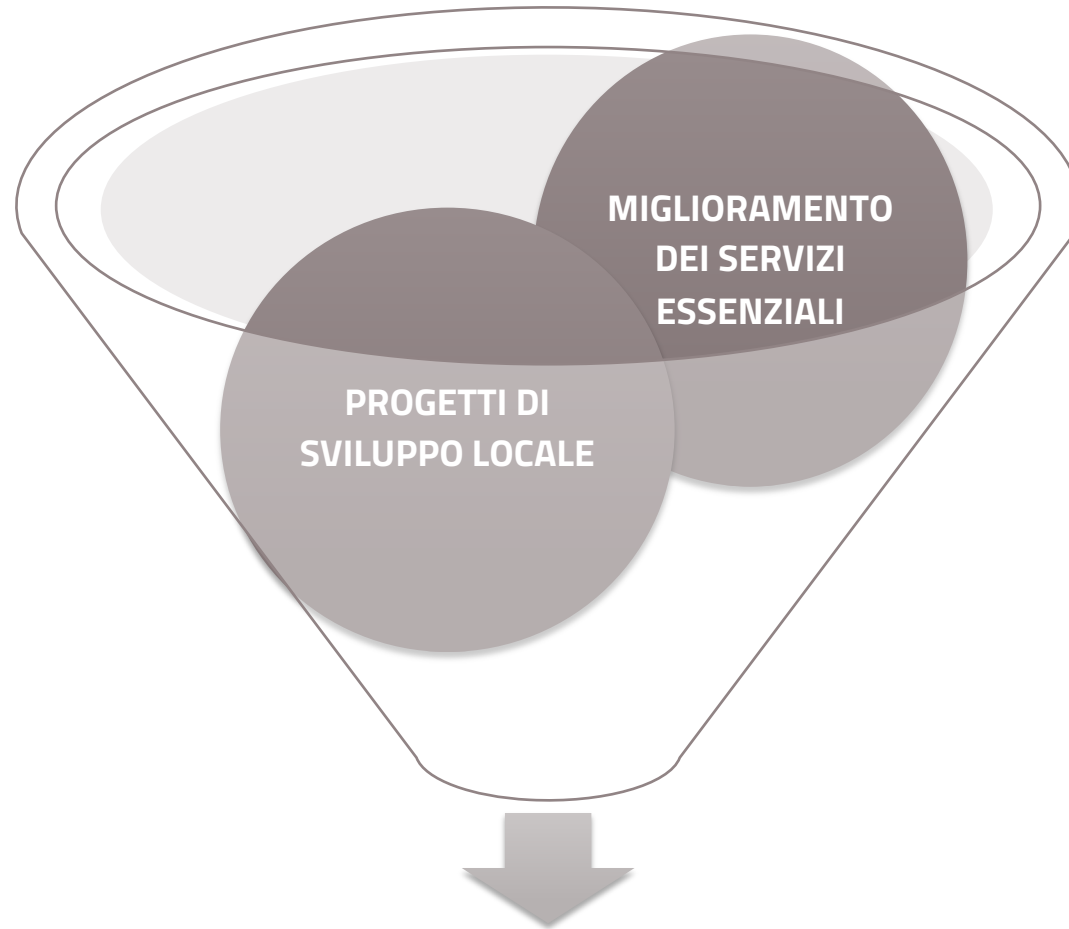 MIGLIORAMENTO
DEI SERVIZI
ESSENZIALI
PROGETTI DI
SVILUPPO LOCALE